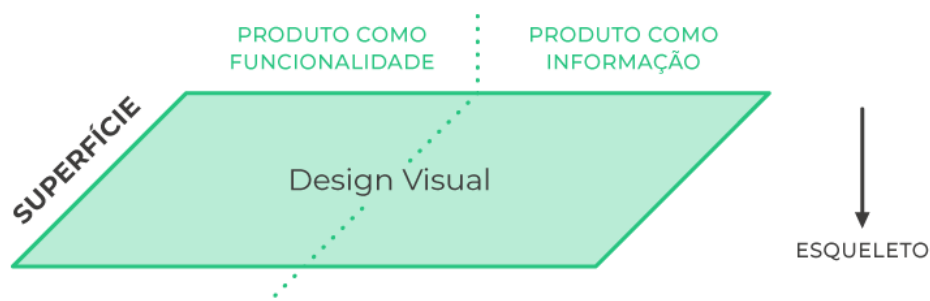 PRODUTO COMO
FUNCIONALIDADE
PRODUTO COMO
INFORMAÇÃO
SUPERFÍCIE
Design Visual
ESQUELETO